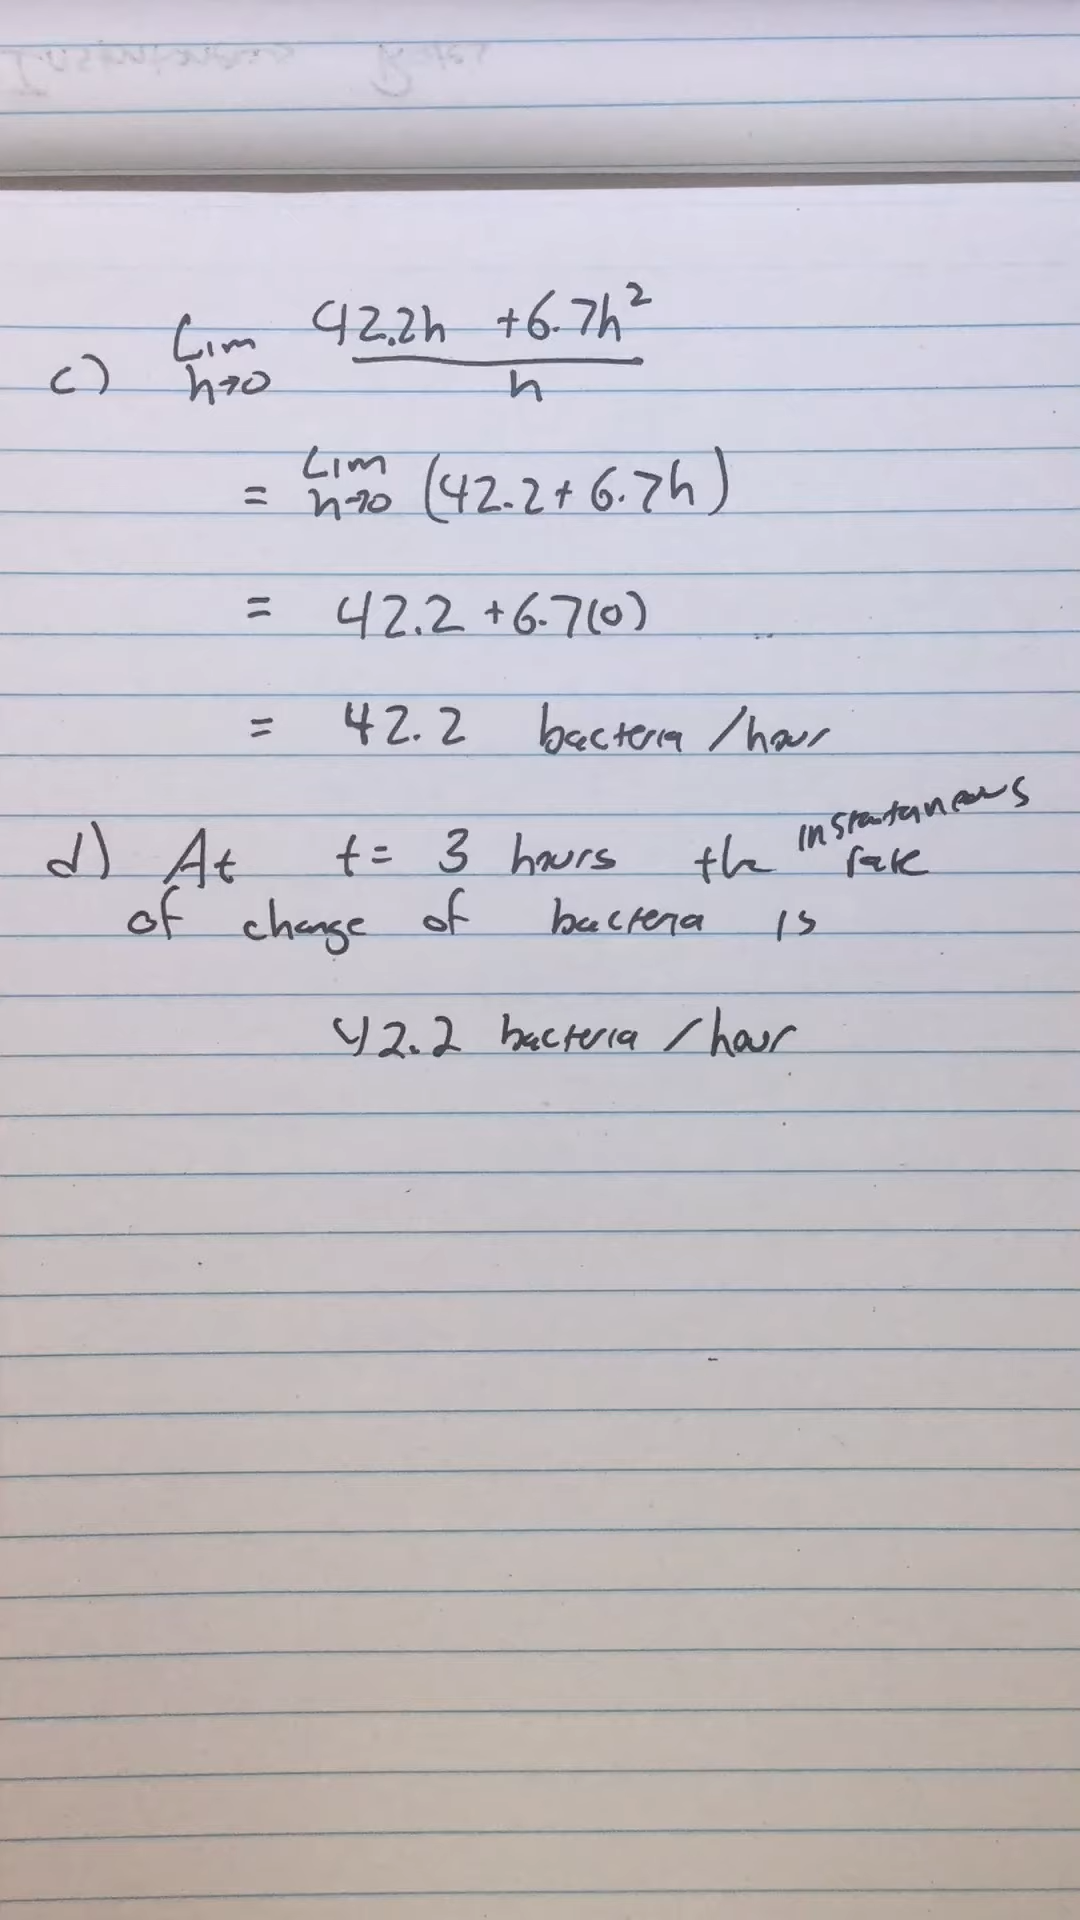 c) Lim h→0 42.2h + 6.7h² / h
= Lim h→0 (42.2 + 6.7h)
= 42.2 + 6.7(0)
= 42.2 bacteria / hour
d) At t = 3 hours the instantaneous rate
of change of bacteria is
42.2 bacteria / hour